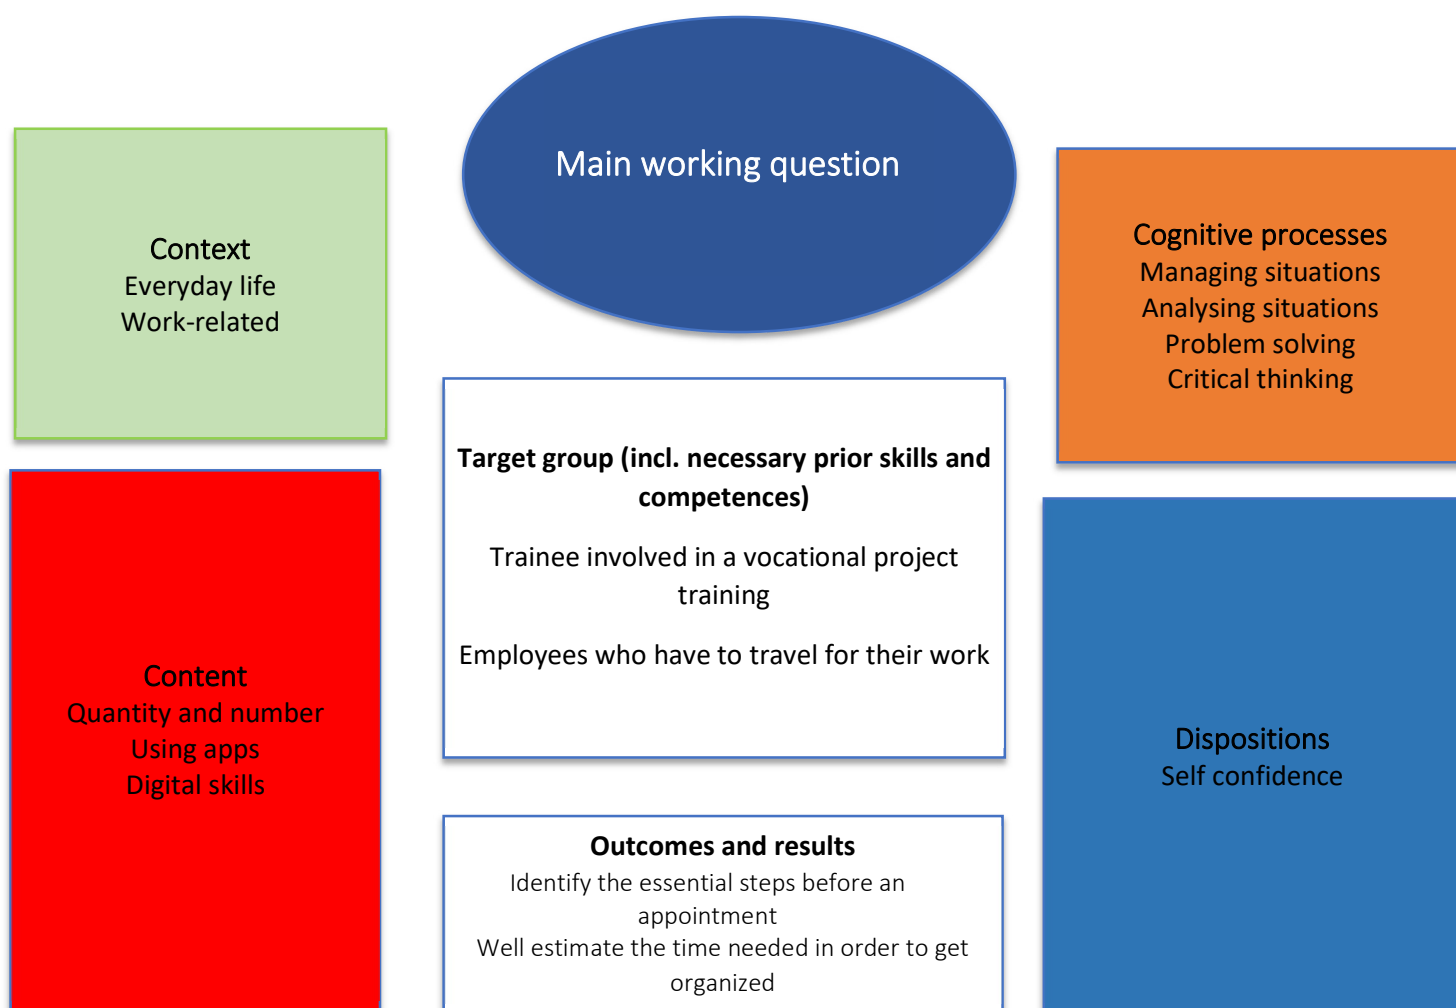 Main working question
Context
Everyday life
Work-related
Cognitive processes
Managing situations
Analysing situations
Problem solving
Critical thinking
Target group (incl. necessary prior skills and
competences)
Trainee involved in a vocational project
training
Employees who have to travel for their work
Content
Quantity and number
Using apps
Digital skills
Dispositions
Self confidence
Outcomes and results
Identify the essential steps before an
appointment
Well estimate the time needed in order to get
organized